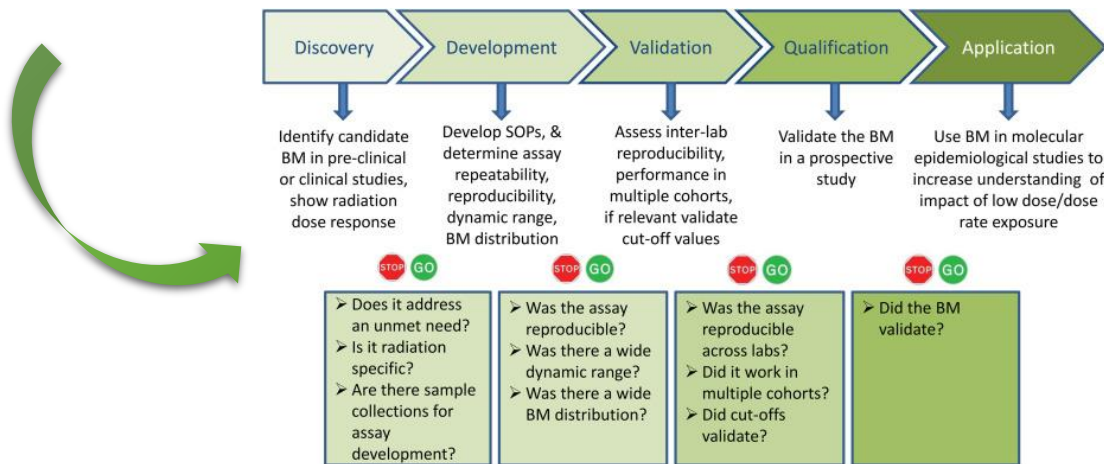 Discovery
Development
Validation
Qualification
Application
Identify candidate
BM in pre-clinical
or clinical studies,
show radiation
dose response
Develop SOPs, &
determine assay
repeatability,
reproducibility,
dynamic range,
BM distribution
Assess inter-lab
reproducibility,
performance in
multiple cohorts,
if relevant validate
cut-off values
Validate the BM
in a prospective
study
Use BM in molecular
epidemiological studies to
increase understanding of
impact of low dose/dose
rate exposure
STOP GO
STOP GO
STOP GO
STOP GO
➢ Does it address
an unmet need?
➢ Is it radiation
specific?
➢ Are there sample
collections for
assay
development?
➢ Was the assay
reproducible?
➢ Was there a wide
dynamic range?
➢ Was there a wide
BM distribution?
➢ Was the assay
reproducible
across labs?
➢ Did it work in
multiple cohorts?
➢ Did cut-offs
validate?
➢ Did the BM
validate?